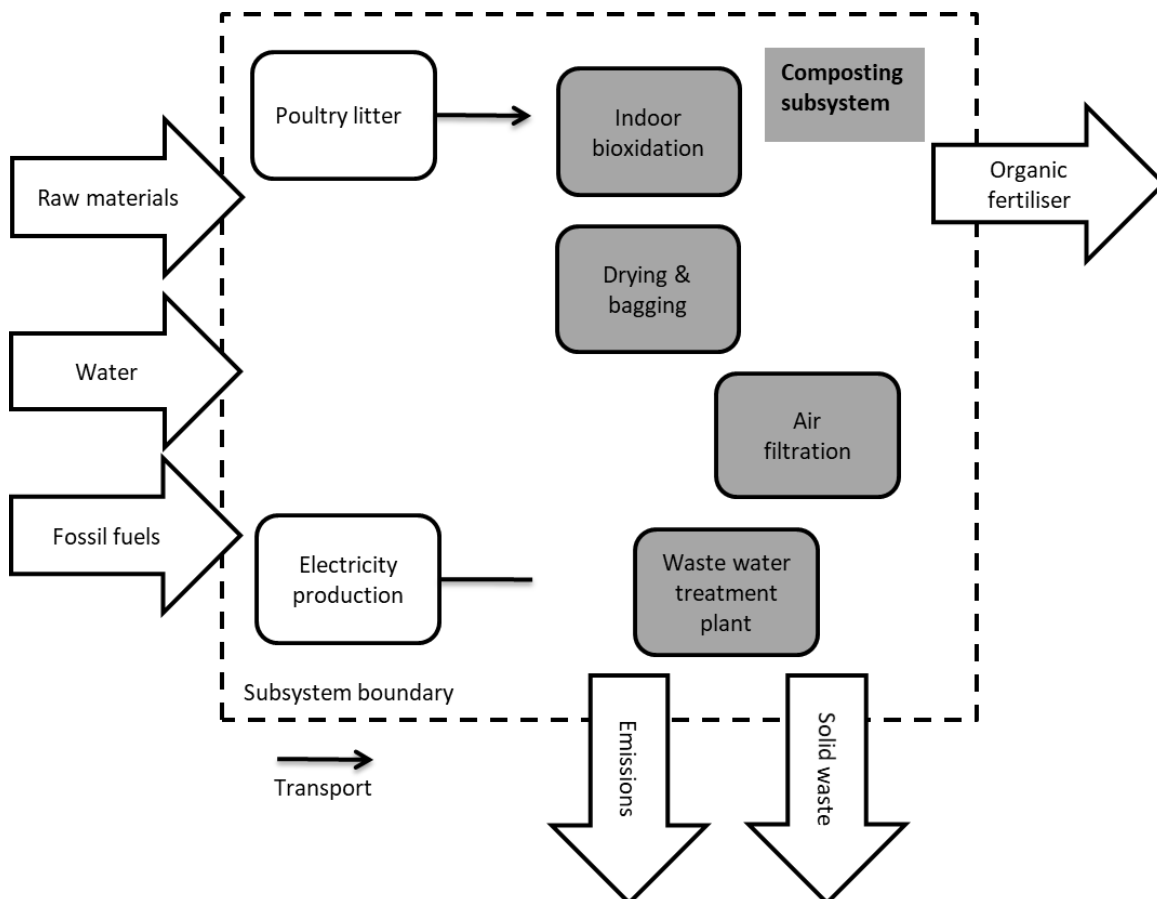 Poultry litter
Indoor
bioxidation
Composting
subsystem
Raw materials
Organic
fertiliser
Drying &
bagging
Water
Air
filtration
Fossil fuels
Electricity
production
Waste water
treatment
plant
Subsystem boundary
Emissions
Solid waste
Transport